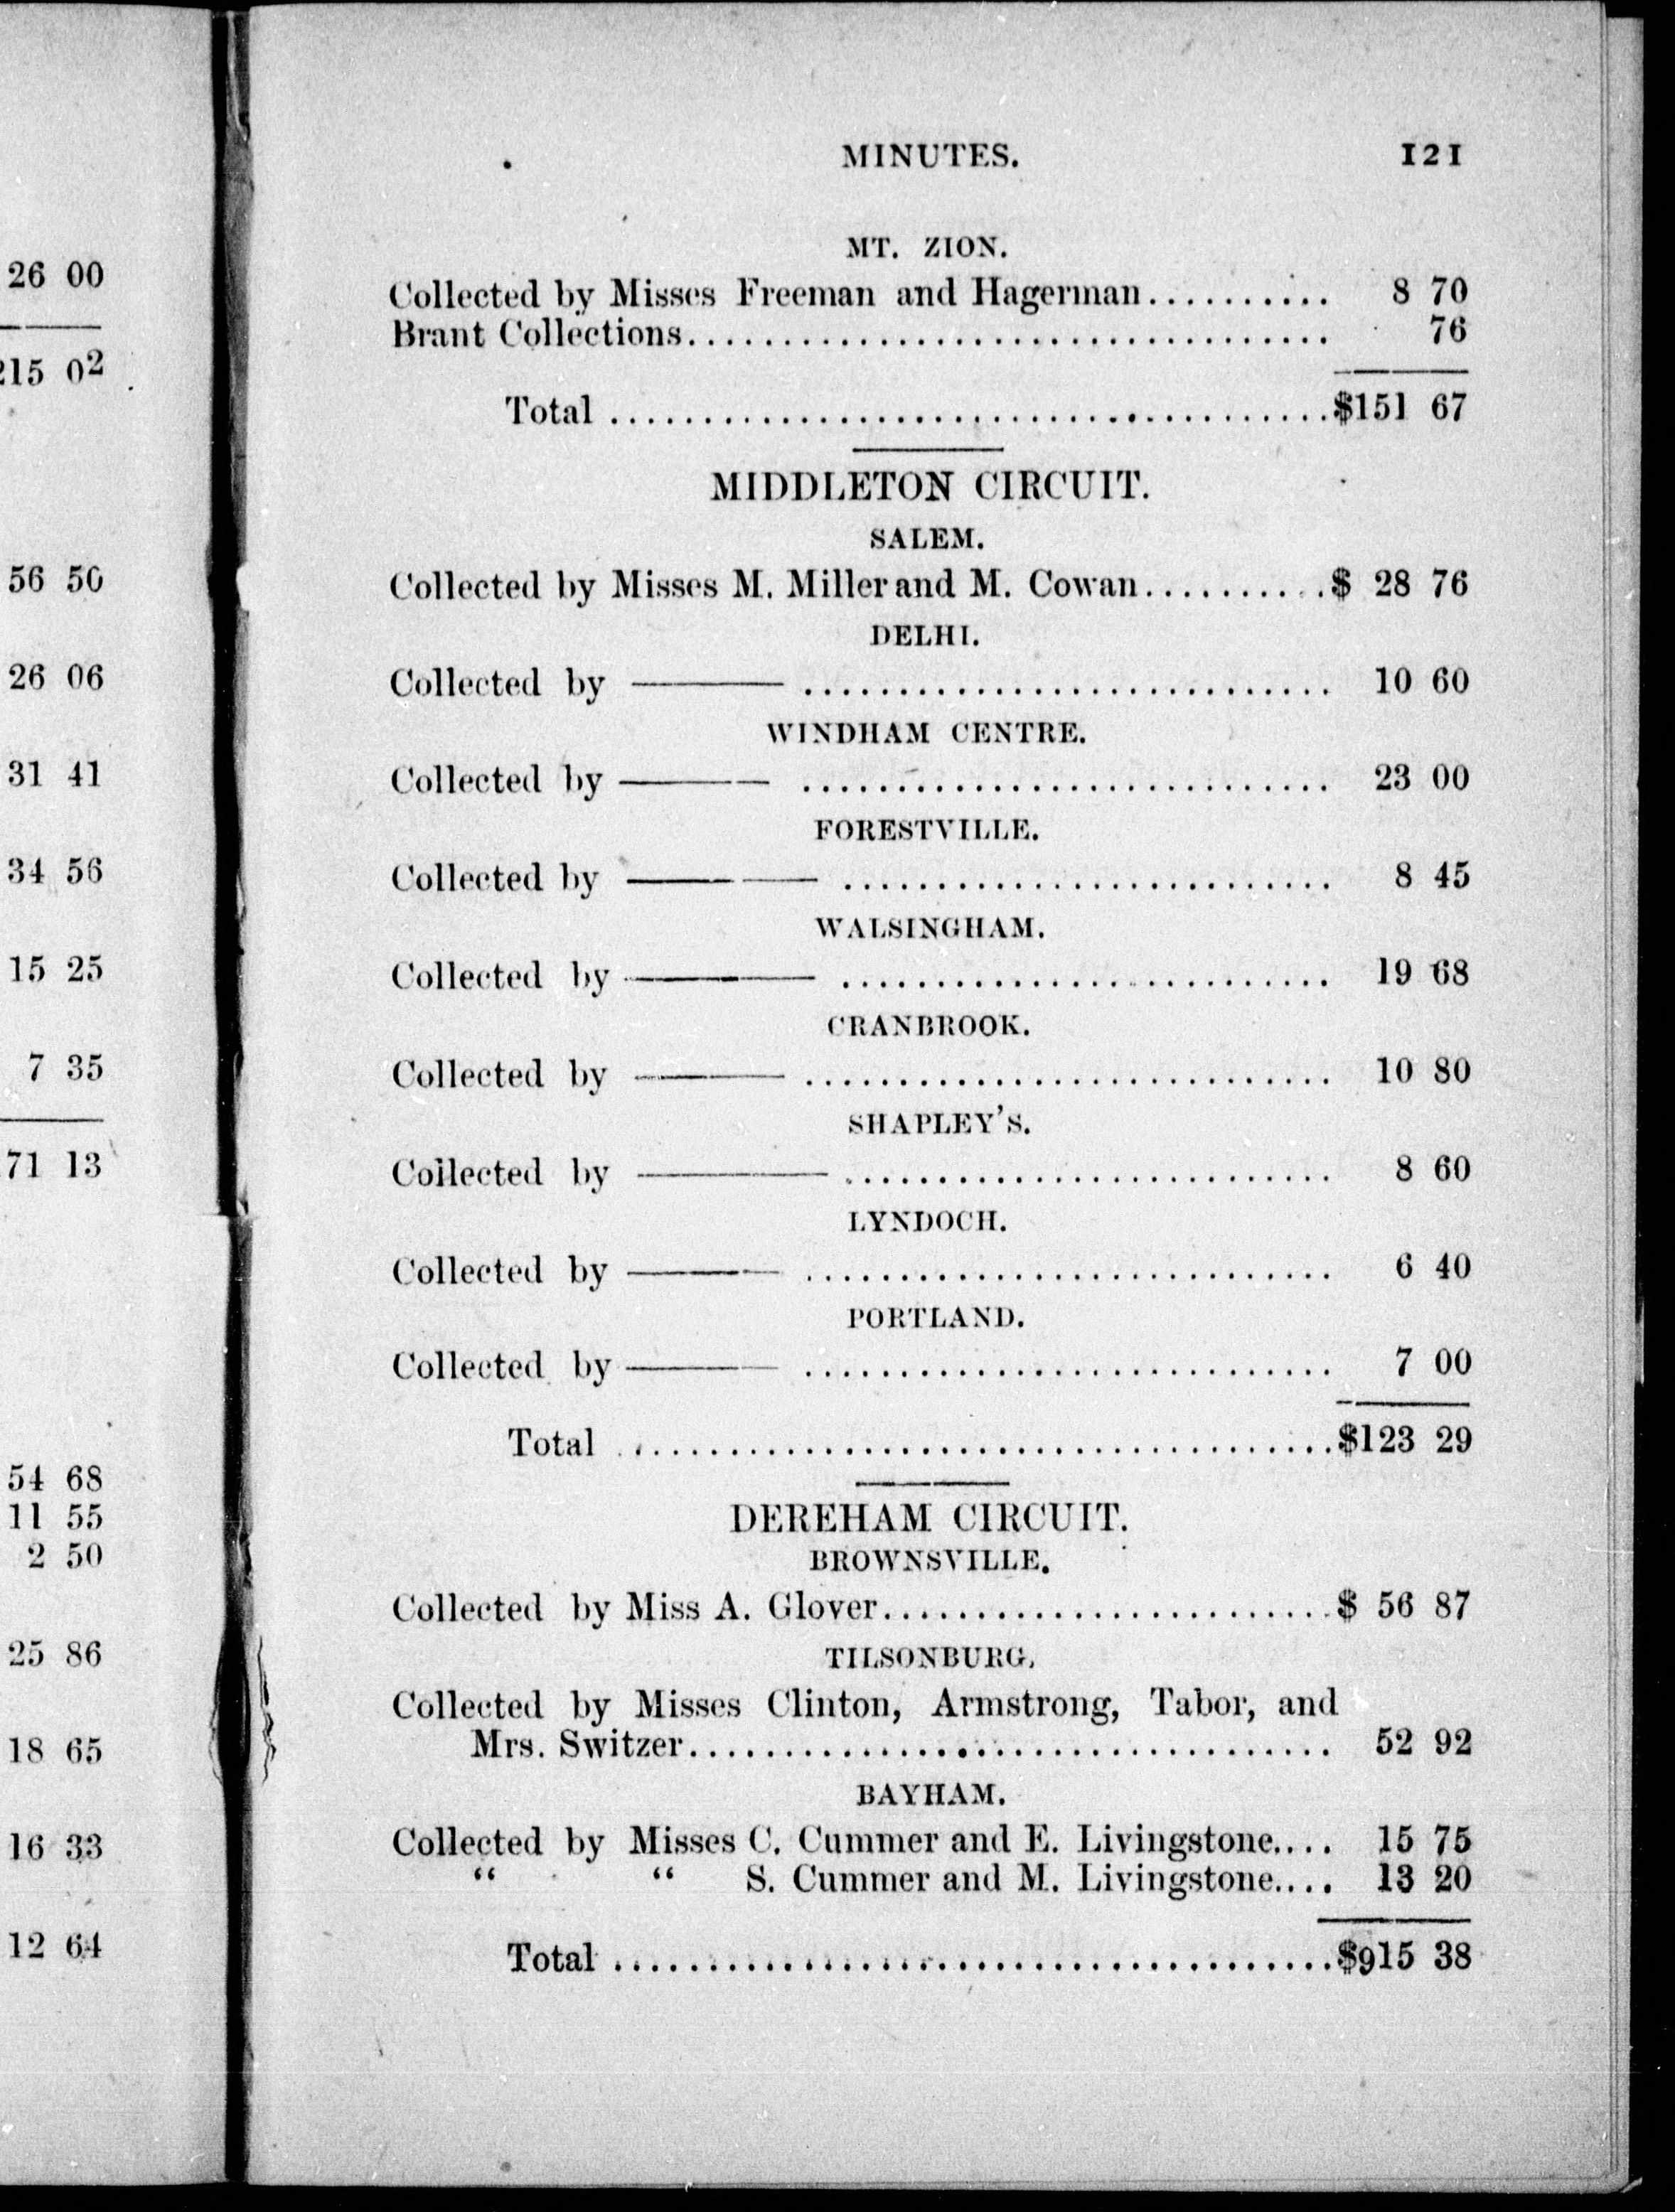 26 00
215 02
56 50
26 06
31 41
34 56
15 25
7 35
71 13
54 68
11 55
2 50
25 86
18 65
16 33
12 64
MINUTES. 121
MT. ZION.
Collected by Misses Freeman and Hagerman.......... 8 70
Brant Collections.................................. 76
Total ......................................$151 67
MIDDLETON CIRCUIT.
SALEM.
Collected by Misses M. Miller and M. Cowan..........$ 28 76
DELHI.
Collected by ——— ............................ 10 60
WINDHAM CENTRE.
Collected by ——— ............................ 23 00
FORESTVILLE.
Collected by ——— .......................... 8 45
WALSINGHAM.
Collected by ——— .......................... 19 68
CRANBROOK.
Collected by ——— ............................ 10 80
SHAPLEY'S.
Collected by ——— .......................... 8 60
LYNDOCH.
Collected by ——— ............................ 6 40
PORTLAND.
Collected by ——— ............................ 7 00
Total ......................................$123 29
DEREHAM CIRCUIT.
BROWNSVILLE.
Collected by Miss A. Glover........................$ 56 87
TILSONBURG.
Collected by Misses Clinton, Armstrong, Tabor, and
Mrs. Switzer.................................. 52 92
BAYHAM.
Collected by Misses C. Cummer and E. Livingstone.... 15 75
“ “ S. Cummer and M. Livingstone.... 13 20
Total ......................................$915 38